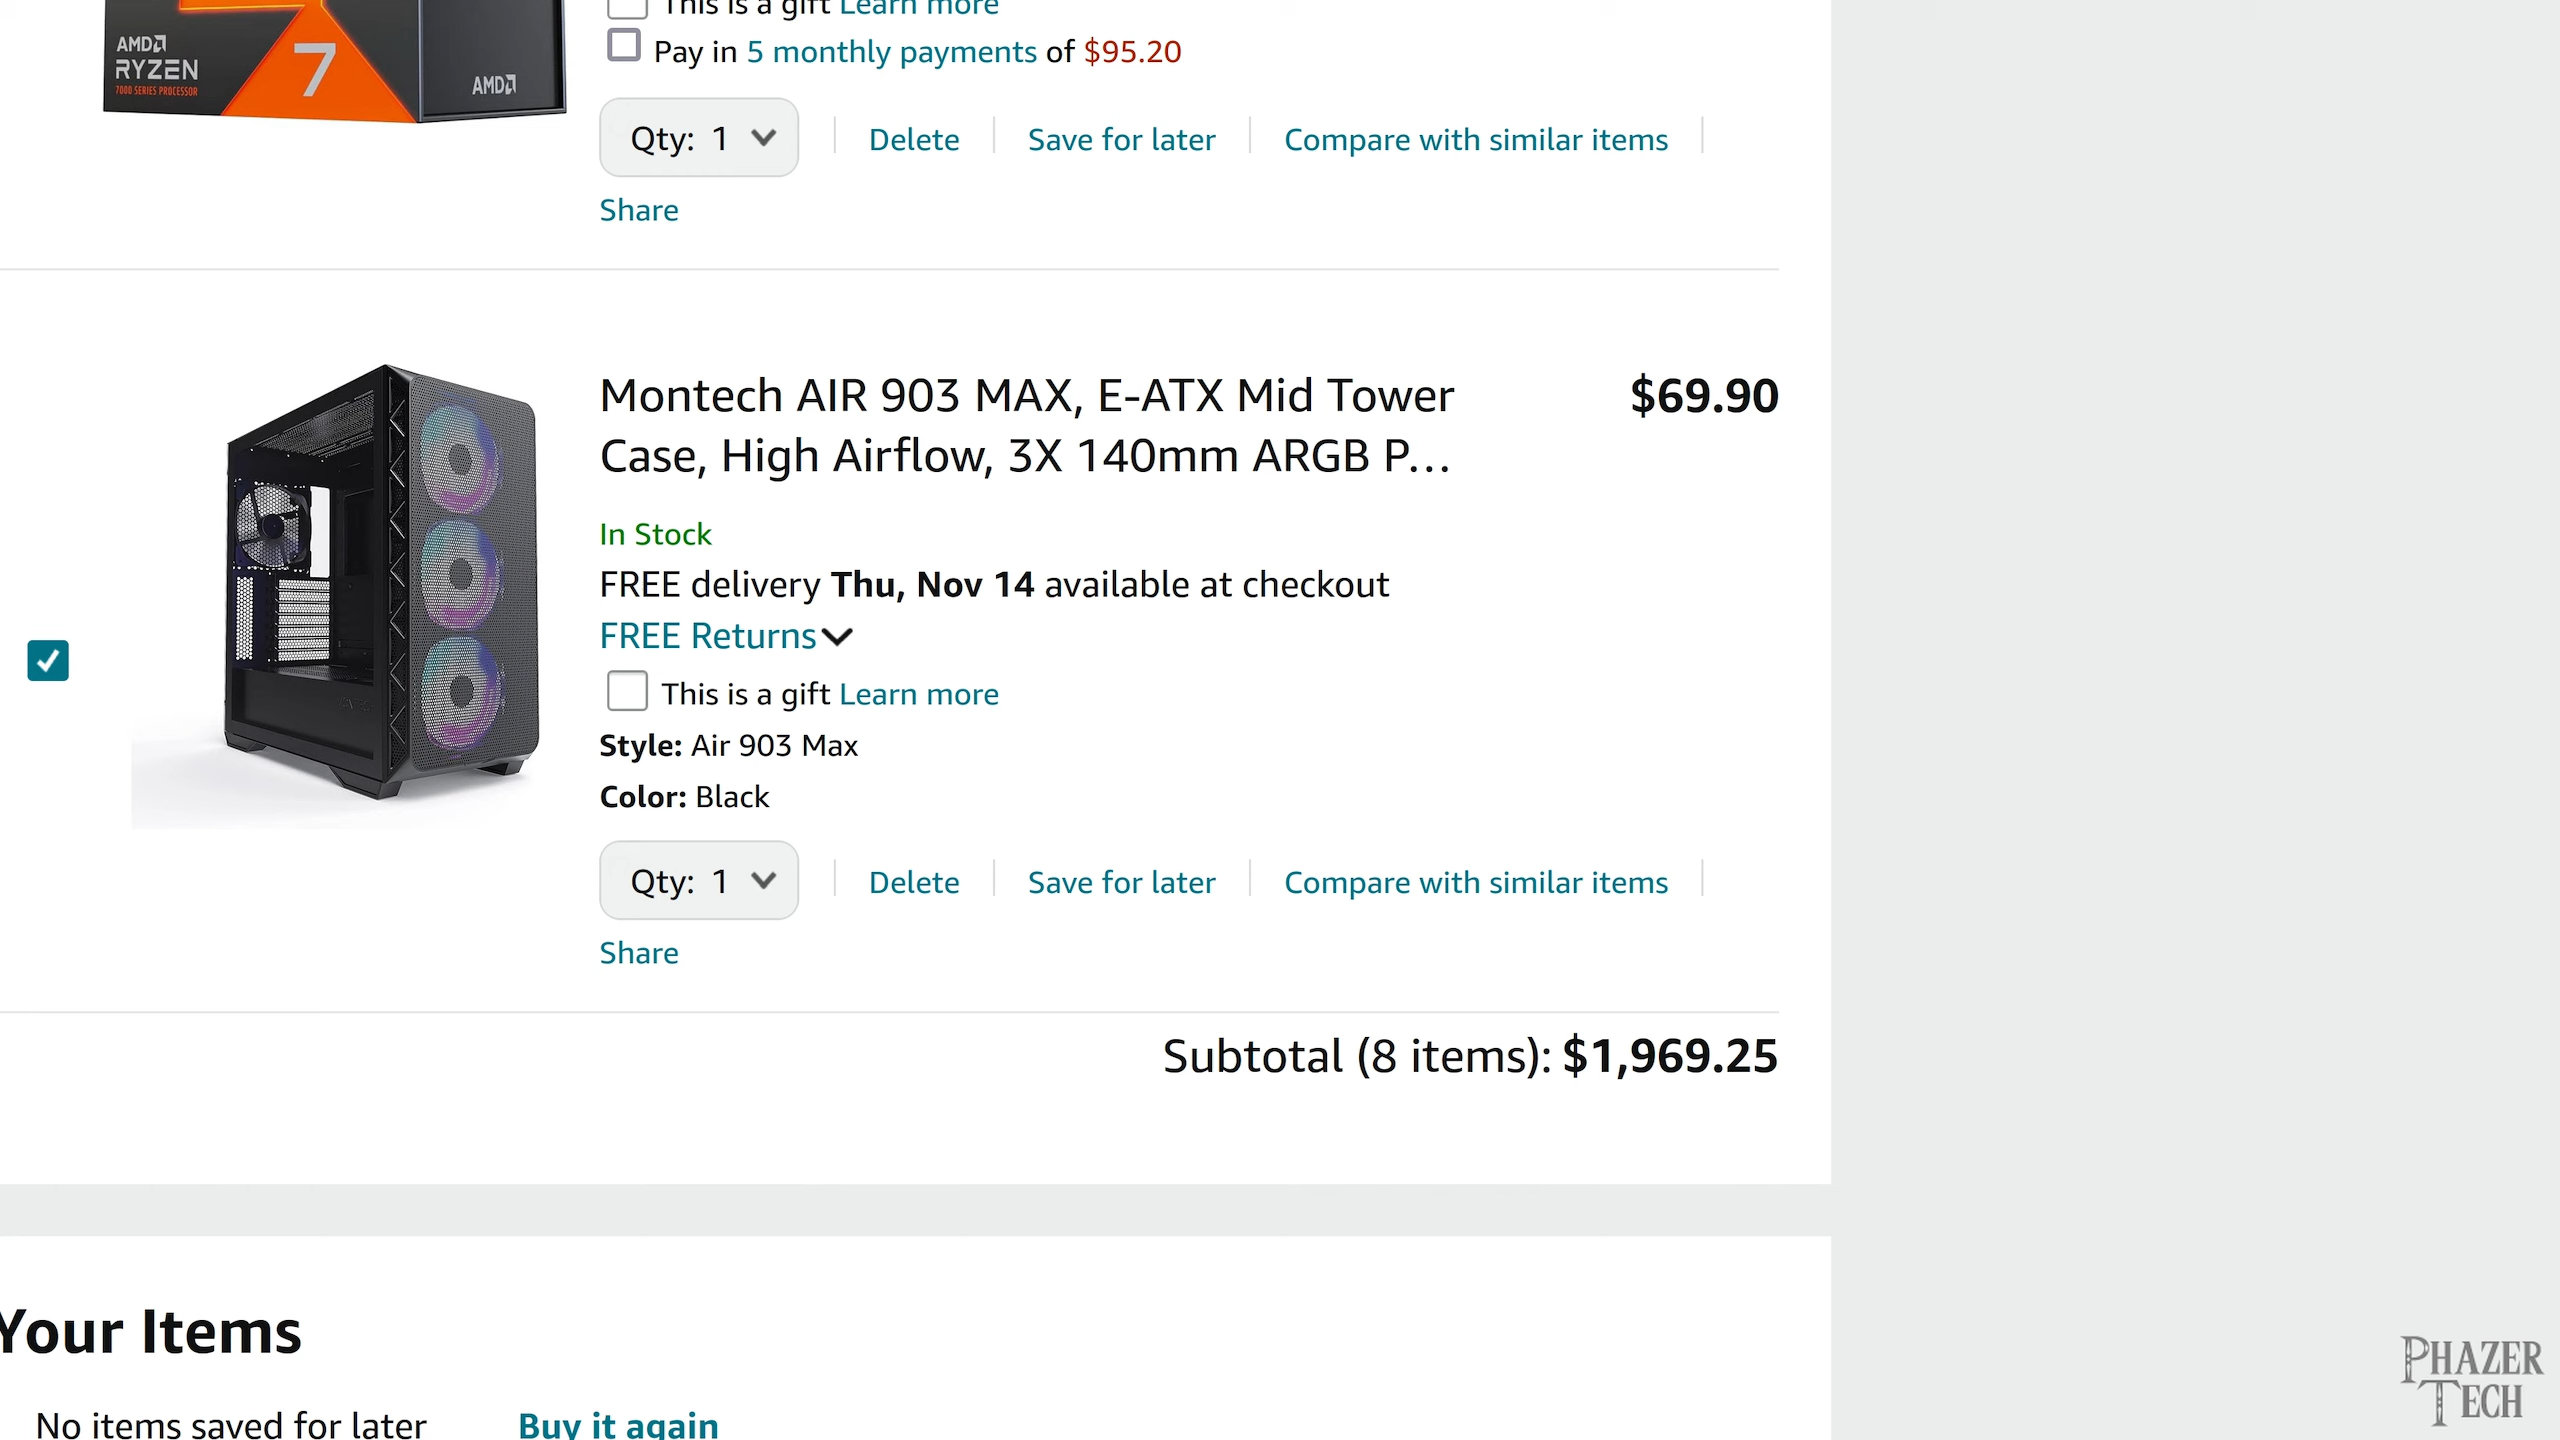 This is a gift Learn more
AMD
RYZEN
7000 SERIES PROCESSOR
7
AMD
Pay in 5 monthly payments of $95.20
Qty: 1
Delete
Save for later
Compare with similar items
Share
Montech AIR 903 MAX, E-ATX Mid Tower
Case, High Airflow, 3X 140mm ARGB P...
$69.90
In Stock
FREE delivery Thu, Nov 14 available at checkout
FREE Returns
This is a gift Learn more
Style: Air 903 Max
Color: Black
Qty: 1
Delete
Save for later
Compare with similar items
Share
Subtotal (8 items): $1,969.25
Your Items
No items saved for later
Buy it again
PHAZER
TECH